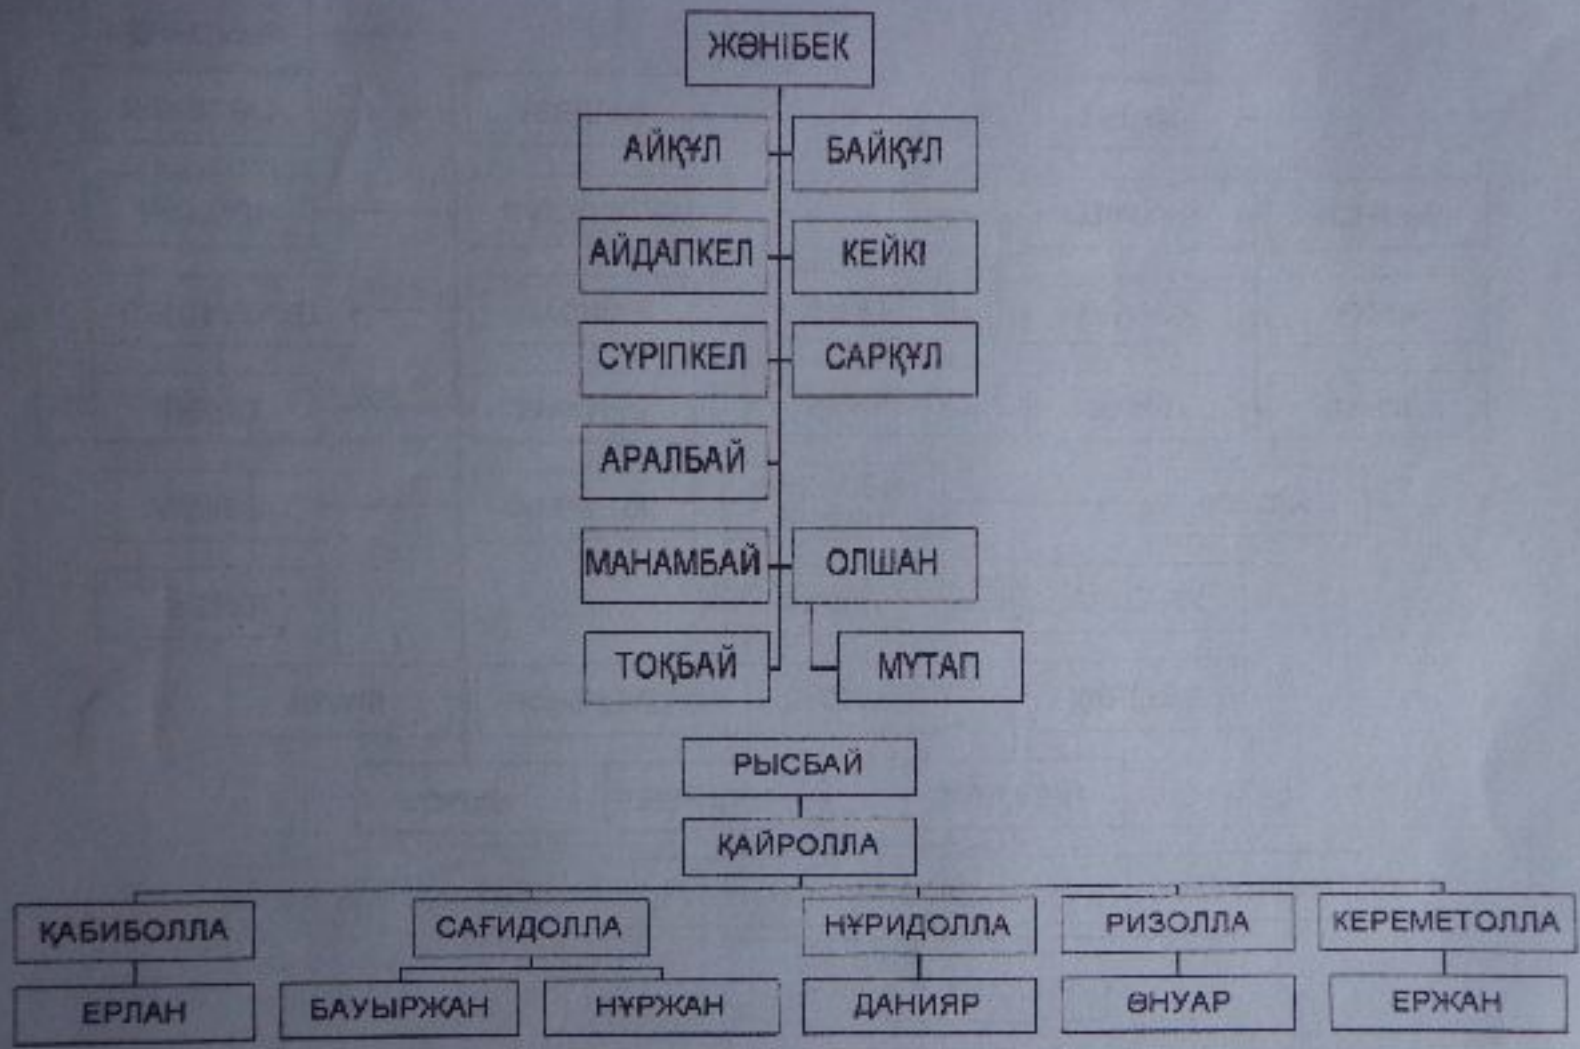 ЖӘНІБЕК
АЙҚҰЛ БАЙҚҰЛ
АЙДАПКЕЛ КЕЙКІ
СҮРІПКЕЛ САРҚҰЛ
АРАЛБАЙ
МАНАМБАЙ ОЛШАН
ТОҚБАЙ МҮТАП
РЫСБАЙ
ҚАЙРОЛЛА
ҚАБИБОЛЛА САҒИДОЛЛА НҰРИДОЛЛА РИЗОЛЛА КЕРЕМЕТОЛЛА
ЕРЛАН БАУЫРЖАН НҰРЖАН ДАНИЯР ӘНУАР ЕРЖАН